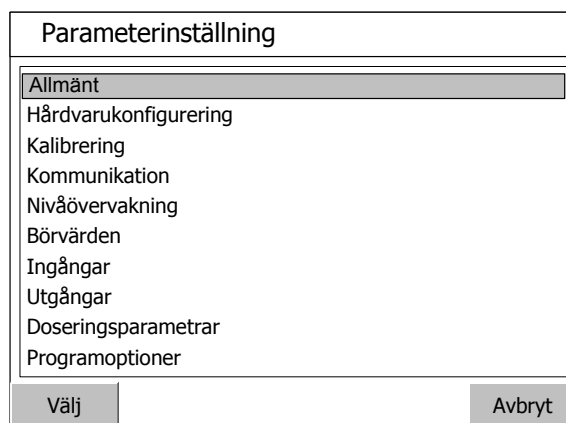 Parameterinställning
Allmänt
Hårdvarukonfigurering
Kalibrering
Kommunikation
Nivåövervakning
Börvärden
Ingångar
Utgångar
Doseringsparametrar
Programoptioner
Välj
Avbryt